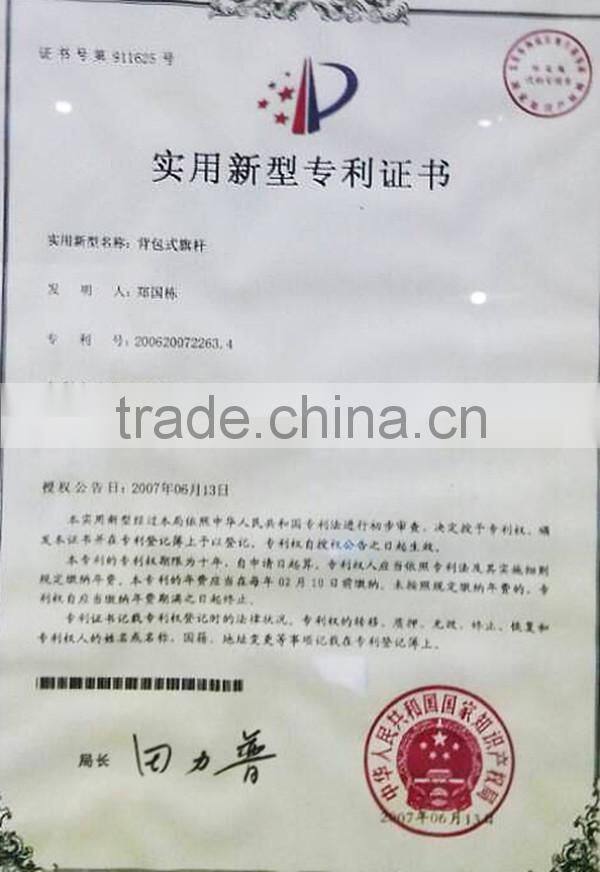 证书号第911625号
实用新型专利证书
实用新型名称：背包式旗杆
发明人：郑国栋
专利号：200620072263.4
trade.china.cn
授权公告日：2007年06月13日
本实用新型经过本局依照中华人民共和国专利法进行初步审查，决定授予专利权，颁
发本证书并在专利登记簿上予以登记。专利权自授权公告之日起生效。
本专利的专利权期限为十年，自申请日起算。专利权人应当依照专利法及其实施细则
规定缴纳年费。本专利的年费应当在每年02月10日前缴纳。未按照规定缴纳年费的，专
利权自应当缴纳年费期满之日起终止。
专利证书记载专利权登记时的法律状况。专利权的转移、质押、无效、终止、恢复和
专利权人的姓名或名称、国籍、地址变更等事项记载在专利登记簿上。
局长 田力普
中华人民共和国国家知识产权局
2007年06月13日